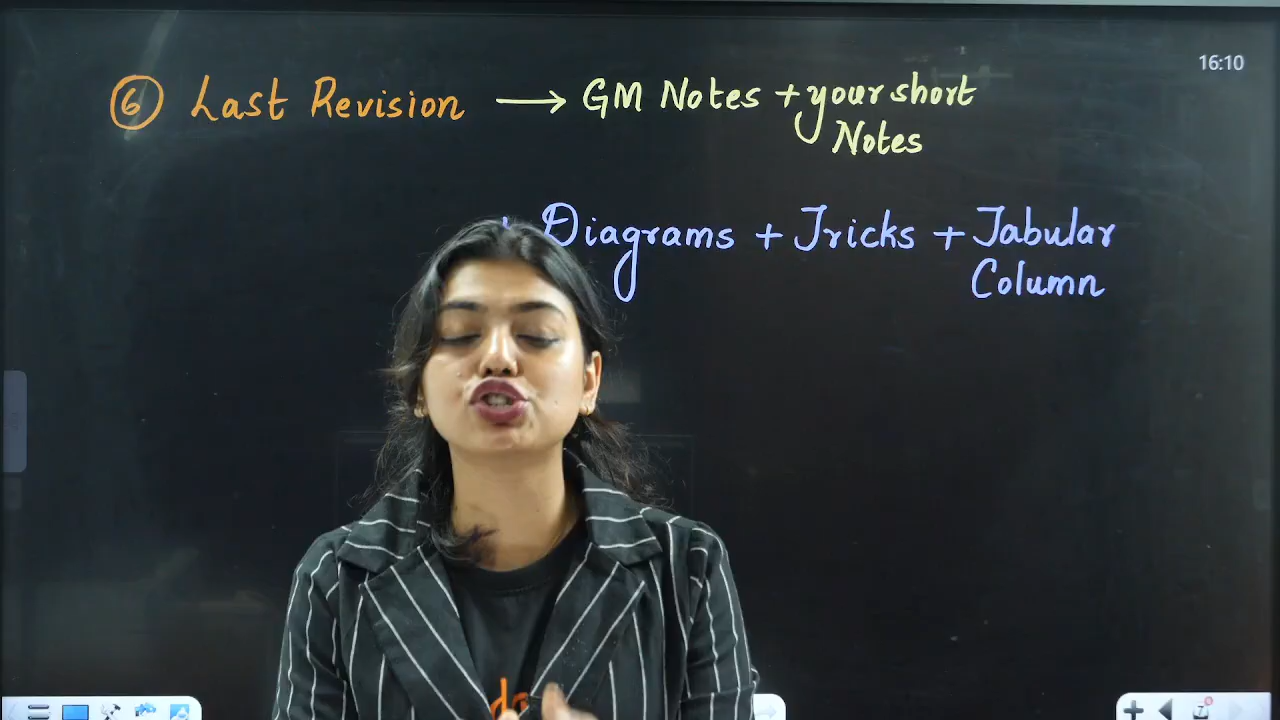 16:10
⑥ Last Revision → GM Notes + your short
Notes
+ Diagrams + Tricks + Tabular
Column